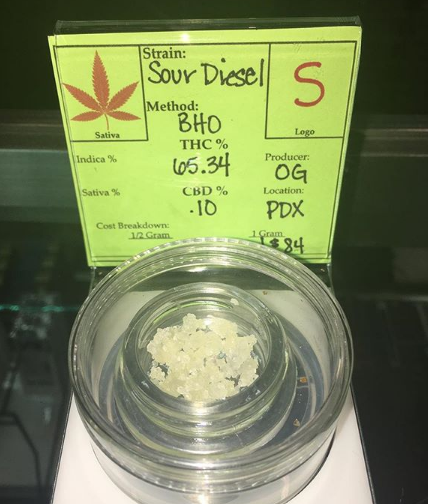 Strain:
Sour Diesel
S
Sativa
Logo
Method:
BHO
THC %
Indica %
65.34
Producer:
OG
Sativa %
CBD %
.10
Location:
PDX
Cost Breakdown:
1/2 Gram
1 Gram
$84